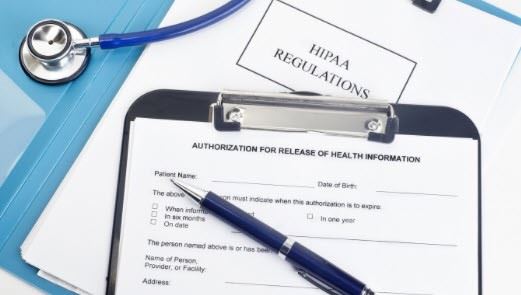 HIPAA
REGULATIONS
AUTHORIZATION FOR RELEASE OF HEALTH INFORMATION
Patient Name:
Date of Birth:
The above person must indicate when this authorization is to expire:
When inform
In one year
In six months
On date
The person named above is or has been
Name of Person,
Provider, or Facility:
Address: